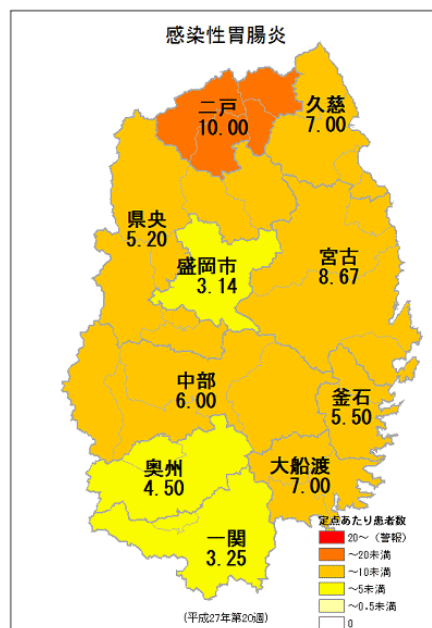 感染性胃腸炎
二戸
10.00
久慈
7.00
県央
5.20
盛岡市
3.14
宮古
8.67
中部
6.00
釜石
5.50
奥州
4.50
大船渡
7.00
一関
3.25
定点あたり患者数
20～（警報）
～20未満
～10未満
～5未満
～0.5未満
0
(平成27年第20週)